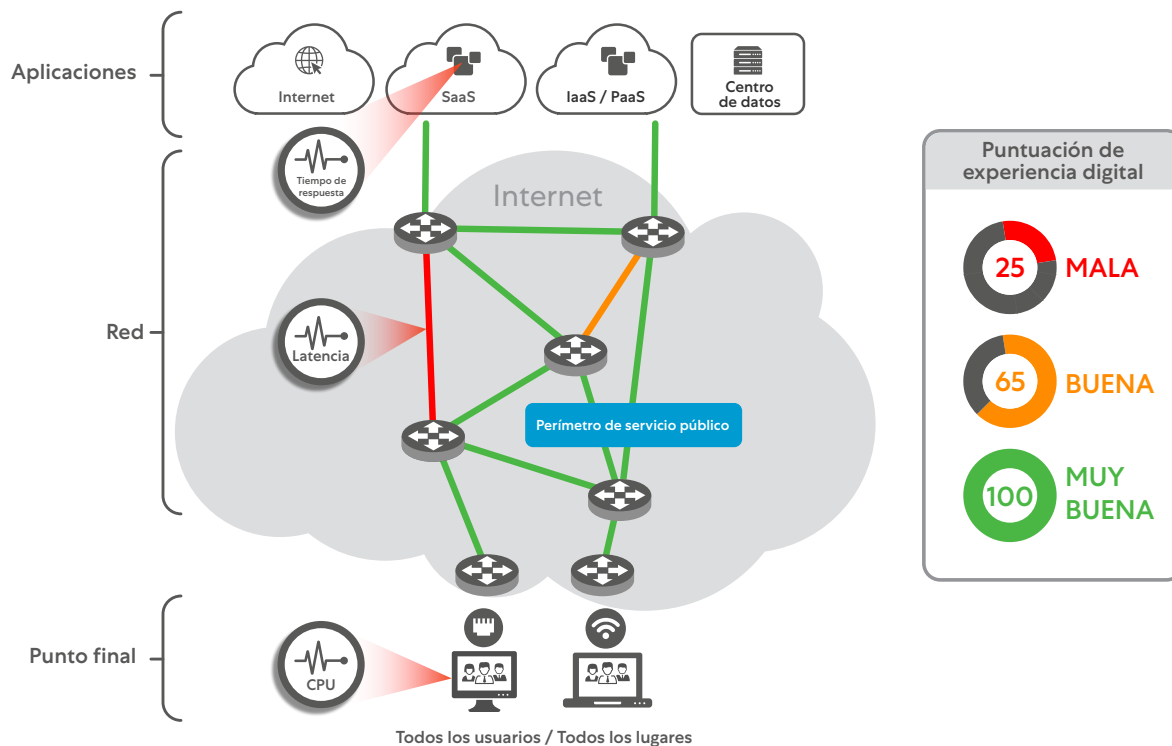 Aplicaciones
Internet
SaaS
IaaS / PaaS
Centro
de datos
Tiempo de
respuesta
Internet
Red
Latencia
Perímetro de servicio público
Punto final
CPU
Todos los usuarios / Todos los lugares
Puntuación de
experiencia digital
25 MALA
65 BUENA
100 MUY
BUENA